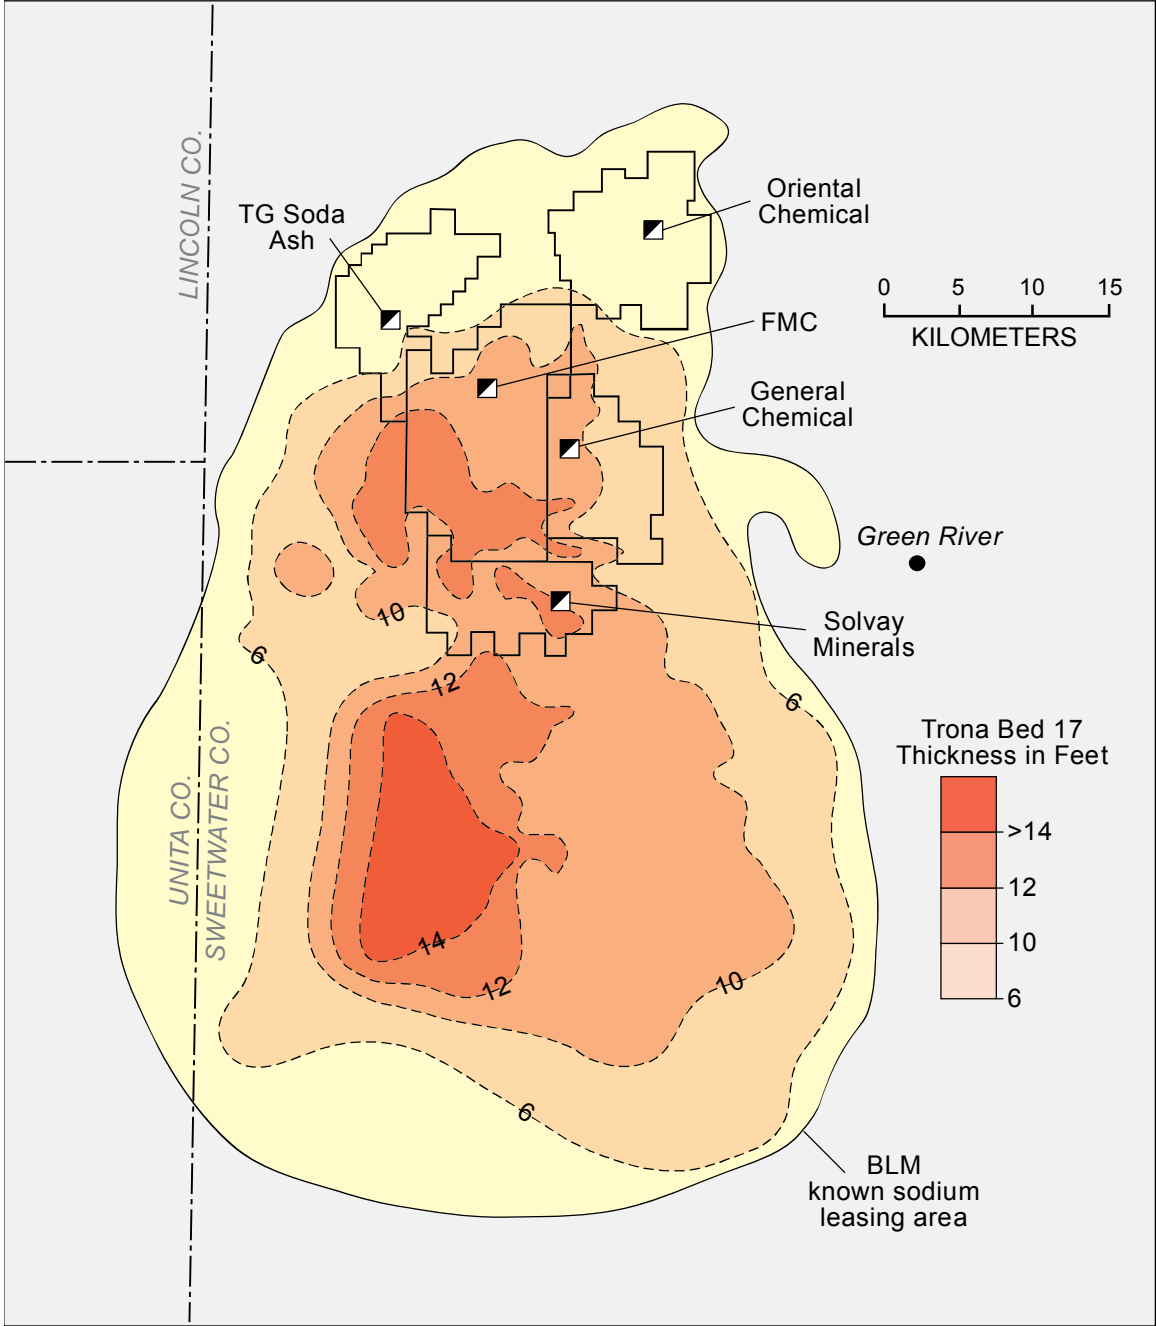 LINCOLN CO.
TG Soda
Ash
Oriental
Chemical
0 5 10 15
KILOMETERS
FMC
General
Chemical
Green River
10
Solvay
Minerals
6
12
6
UNITA CO.
SWEETWATER CO.
Trona Bed 17
Thickness in Feet
>14
12
10
6
14
12
10
6
BLM
known sodium
leasing area